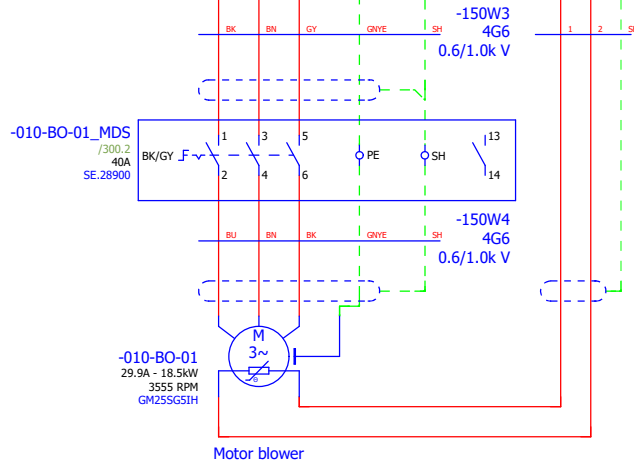 -150W3
BK BN GY GNYE SH 4G6 1 2
0.6/1.0k V
-010-BO-01_MDS
/300.2
40A
SE.28900
BK/GY
1 3 5 13
PE SH
2 4 6 14
-150W4
BU BN BK GNYE SH 4G6
0.6/1.0k V
M
3~
-010-BO-01
29.9A - 18.5kW
3555 RPM
GM25SG5IH
Motor blower